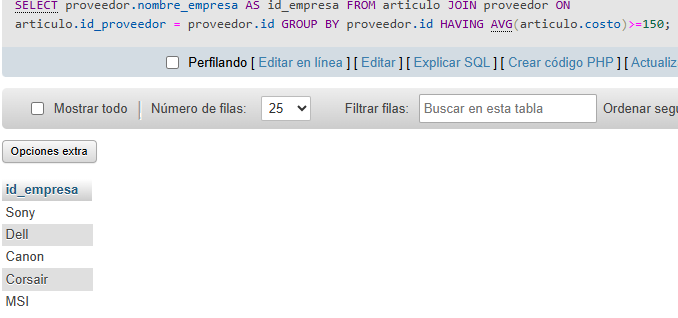 SELECT proveedor.nombre_empresa AS id_empresa FROM articulo JOIN proveedor ON
articulo.id_proveedor = proveedor.id GROUP BY proveedor.id HAVING AVG(articulo.costo)>=150;
Perfilando [ Editar en línea ] [ Editar ] [ Explicar SQL ] [ Crear código PHP ] [ Actualiz
Mostrar todo Número de filas: 25 Filtrar filas: Buscar en esta tabla Ordenar segú
Opciones extra
id_empresa
Sony
Dell
Canon
Corsair
MSI